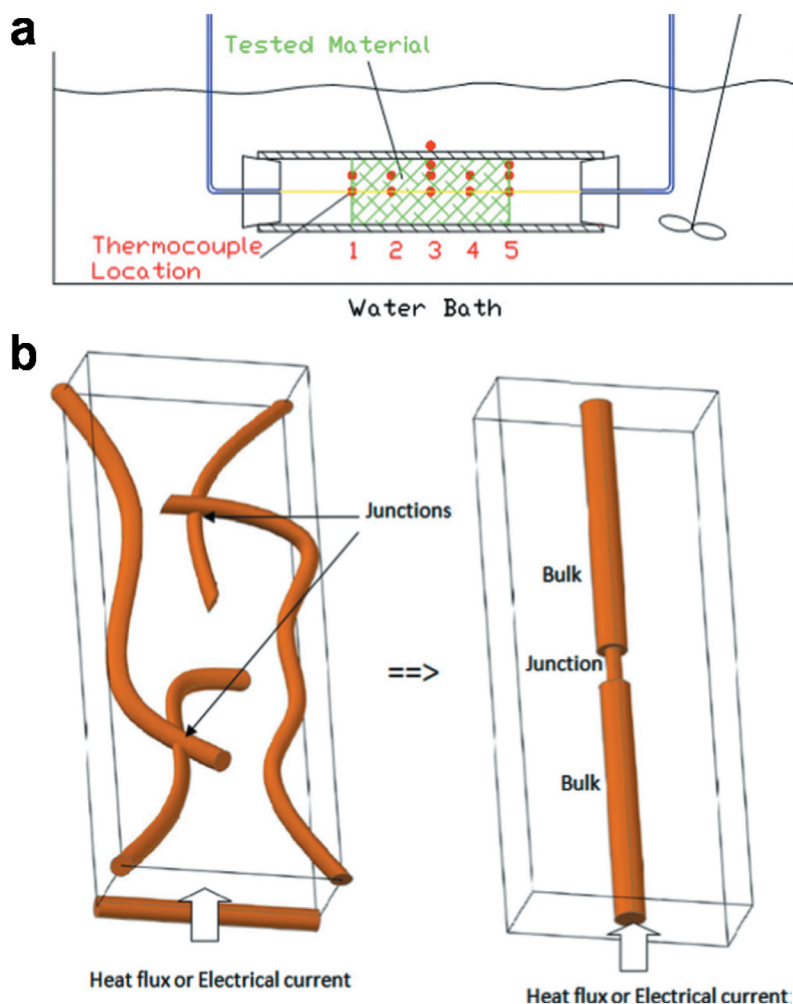 a
Tested Material
Thermocouple
Location
1 2 3 4 5
Water Bath
b
Junctions
Bulk
Junction
==>
Bulk
Heat flux or Electrical current
Heat flux or Electrical current